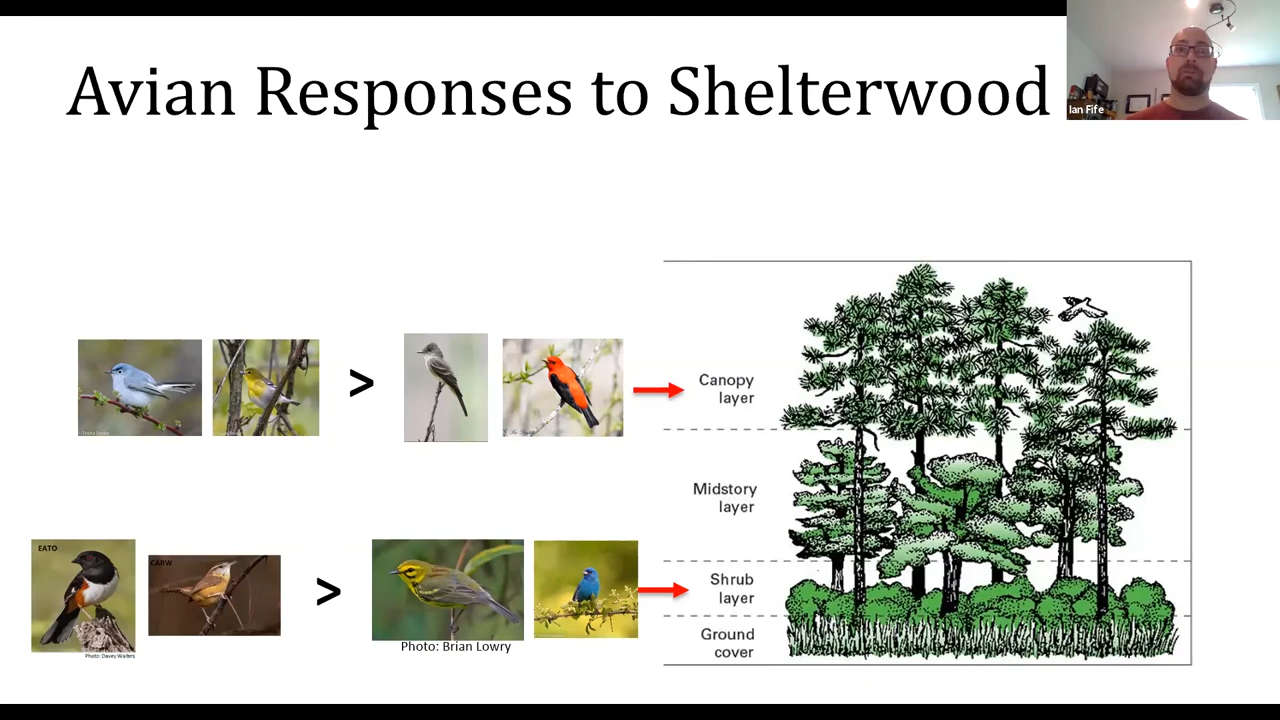 Avian Responses to Shelterwood
Ian Fife
>
Canopy
layer
Midstory
layer
EATO
CARW
>
Shrub
layer
Ground
cover
Photo: Brian Lowry
Photo: Davey Walters